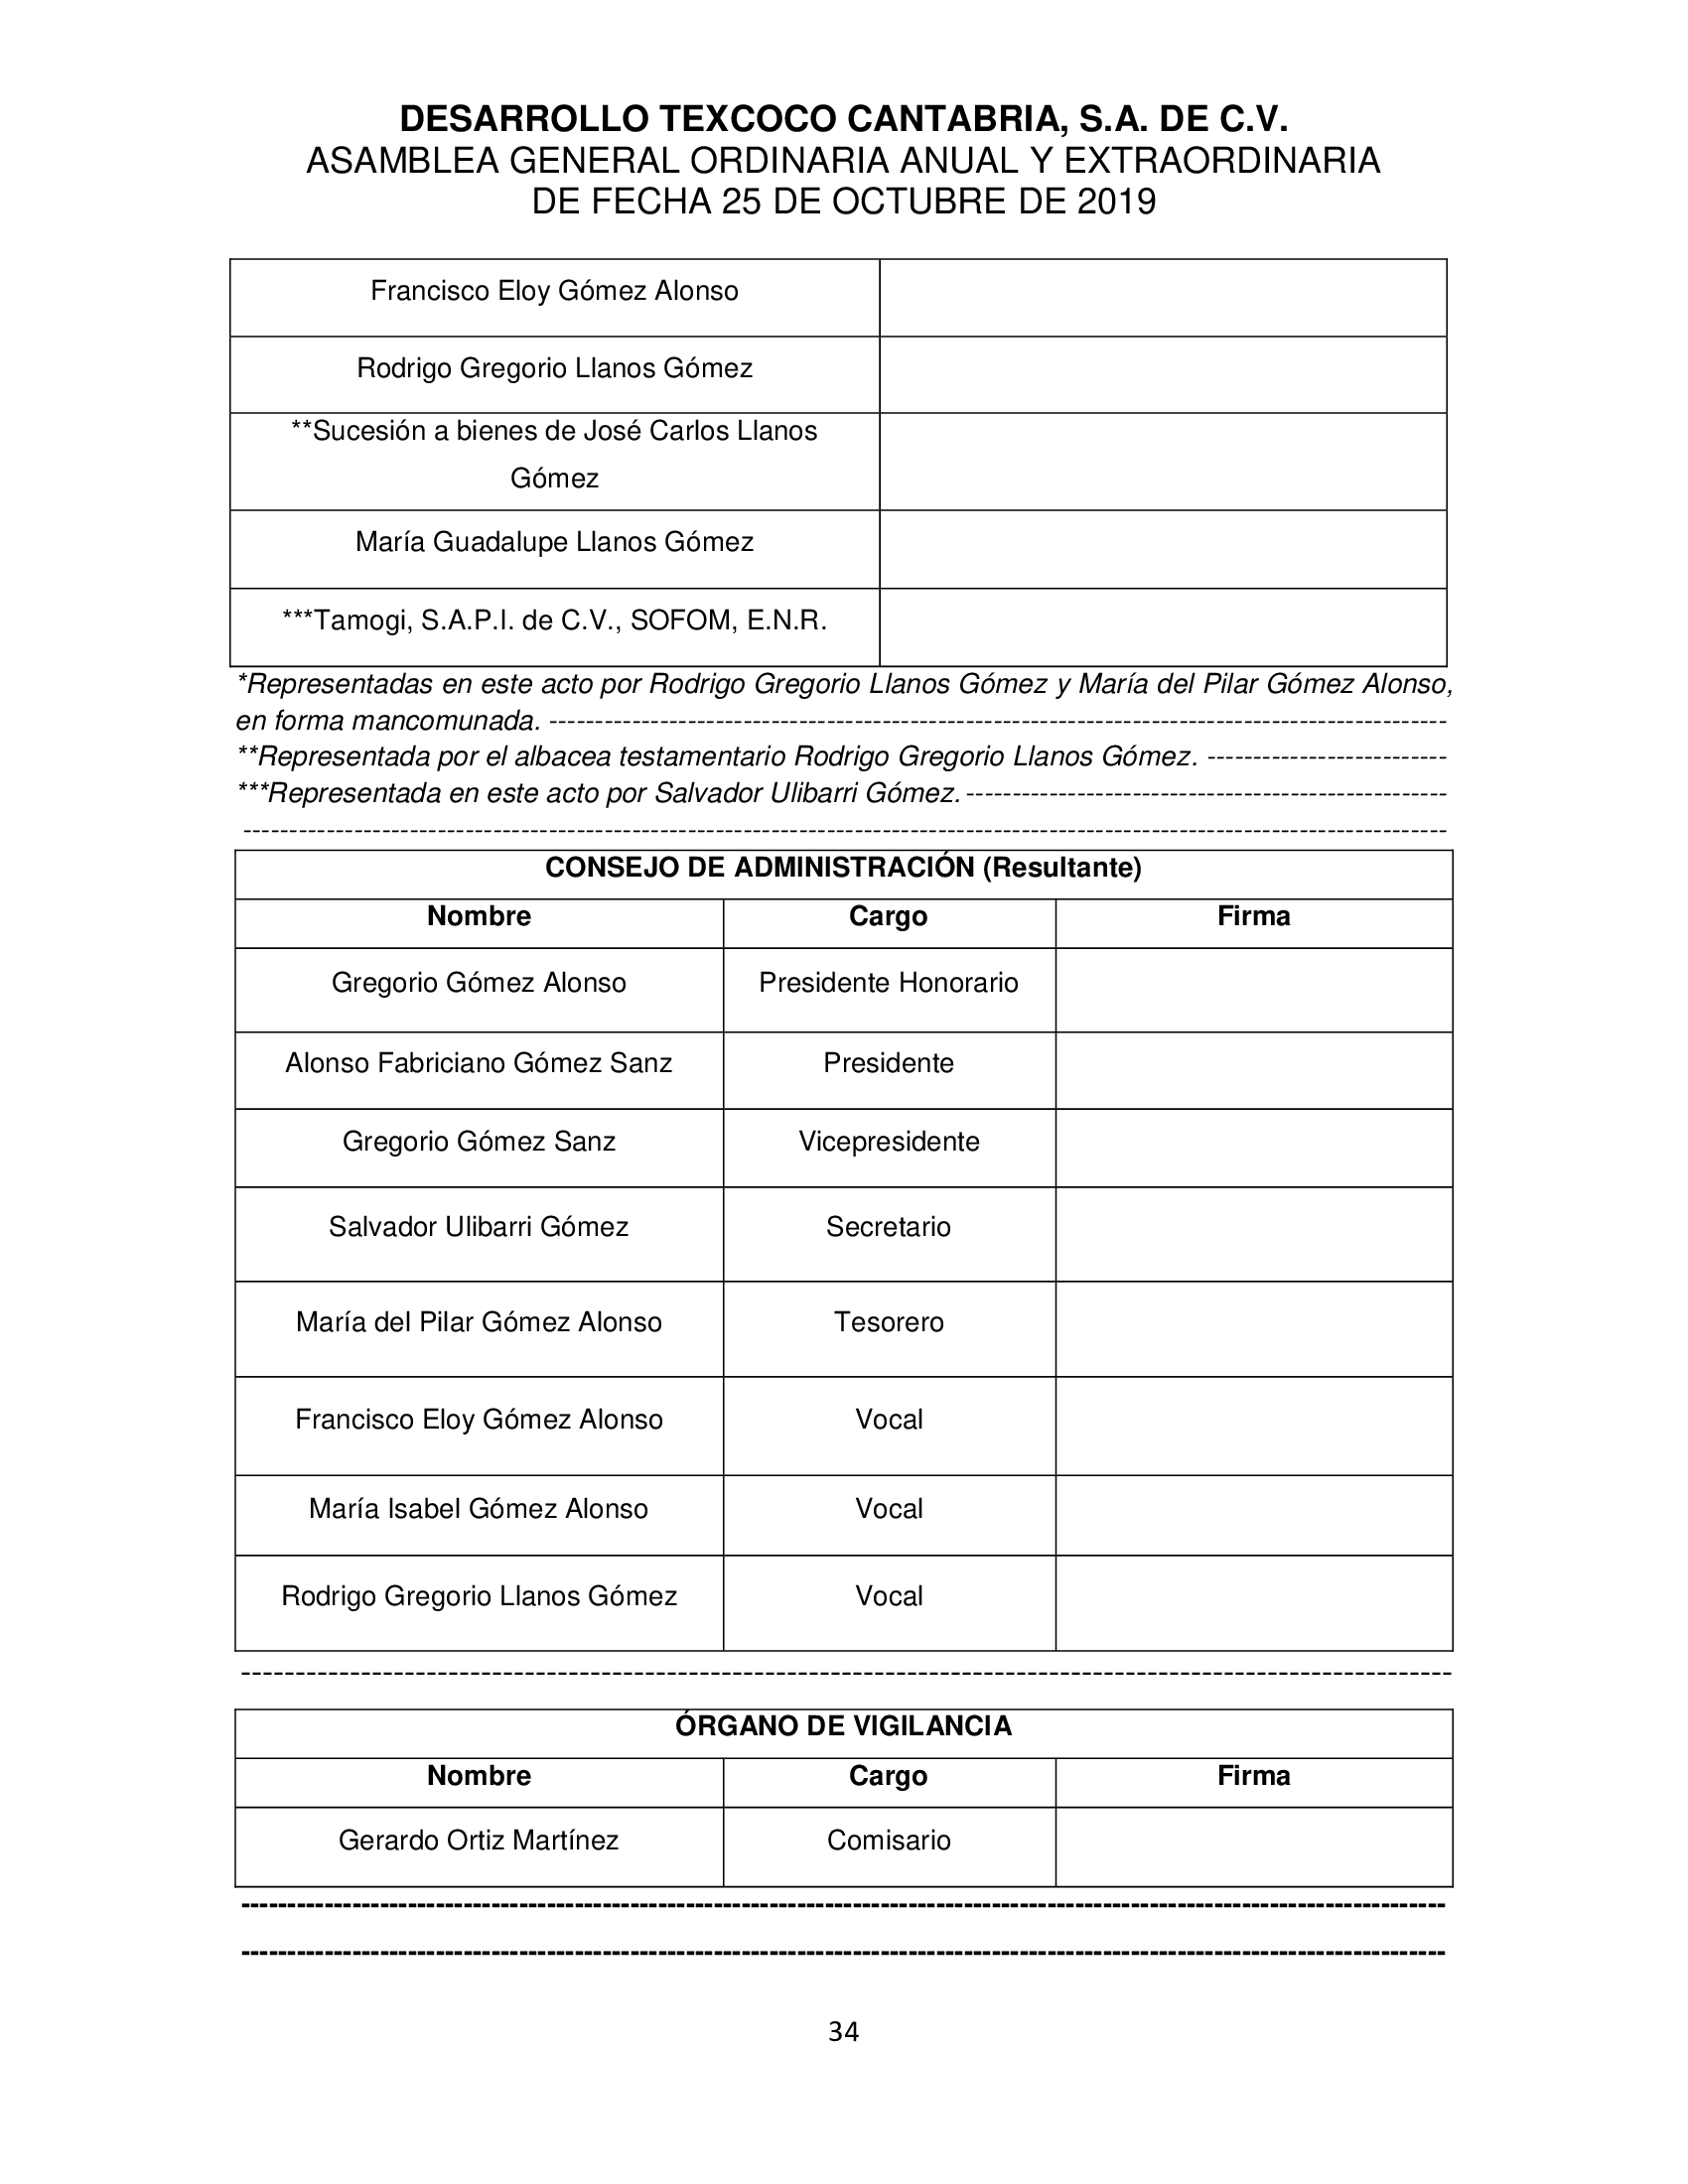 DESARROLLO TEXCOCO CANTABRIA, S.A. DE C.V.
ASAMBLEA GENERAL ORDINARIA ANUAL Y EXTRAORDINARIA
DE FECHA 25 DE OCTUBRE DE 2019
Francisco Eloy Gómez Alonso
Rodrigo Gregorio Llanos Gómez
**Sucesión a bienes de José Carlos Llanos
Gómez
María Guadalupe Llanos Gómez
***Tamogi, S.A.P.I. de C.V., SOFOM, E.N.R.
*Representadas en este acto por Rodrigo Gregorio Llanos Gómez y María del Pilar Gómez Alonso,
en forma mancomunada. ----------------------------------------------------------------------------------------------------
**Representada por el albacea testamentario Rodrigo Gregorio Llanos Gómez. --------------------------
***Representada en este acto por Salvador Ulibarri Gómez. ----------------------------------------------------
------------------------------------------------------------------------------------------------------------------------------------
CONSEJO DE ADMINISTRACIÓN (Resultante)
Nombre Cargo Firma
Gregorio Gómez Alonso Presidente Honorario
Alonso Fabriciano Gómez Sanz Presidente
Gregorio Gómez Sanz Vicepresidente
Salvador Ulibarri Gómez Secretario
María del Pilar Gómez Alonso Tesorero
Francisco Eloy Gómez Alonso Vocal
María Isabel Gómez Alonso Vocal
Rodrigo Gregorio Llanos Gómez Vocal
----------------------------------------------------------------------------------------------------------------
ÓRGANO DE VIGILANCIA
Nombre Cargo Firma
Gerardo Ortiz Martínez Comisario
------------------------------------------------------------------------------------------------------------------------------------
------------------------------------------------------------------------------------------------------------------------------------
34